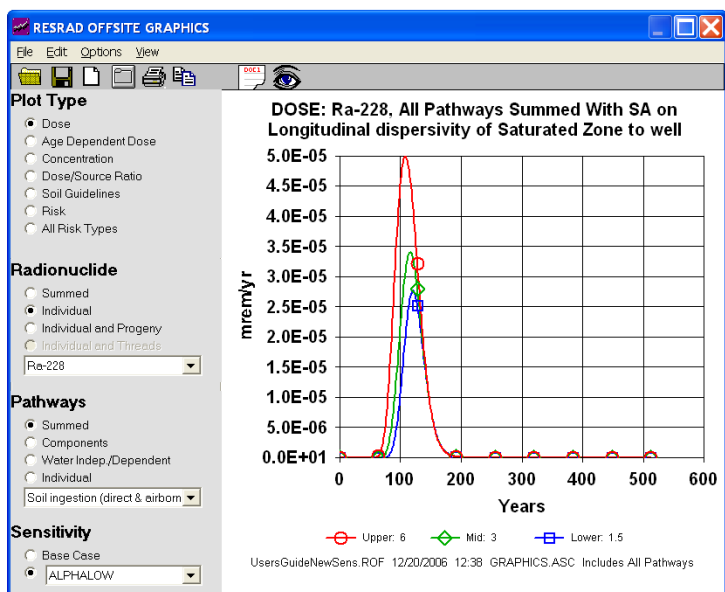 RESRAD OFFSITE GRAPHICS
File Edit Options View
DOC1
Plot Type
Dose
Age Dependent Dose
Concentration
Dose/Source Ratio
Soil Guidelines
Risk
All Risk Types
Radionuclide
Summed
Individual
Individual and Progeny
Individual and Threads
Ra-228
Pathways
Summed
Components
Water Indep./Dependent
Individual
Soil ingestion (direct & airborn
Sensitivity
Base Case
ALPHALOW
DOSE: Ra-228, All Pathways Summed With SA on
Longitudinal dispersivity of Saturated Zone to well
5.0E-05
4.5E-05
4.0E-05
3.5E-05
3.0E-05
2.5E-05
2.0E-05
1.5E-05
1.0E-05
5.0E-06
0.0E+01
mrem/yr
0 100 200 300 400 500 600
Years
Upper: 6 Mid: 3 Lower: 1.5
UsersGuideNewSens.ROF 12/20/2006 12:38 GRAPHICS.ASC Includes All Pathways